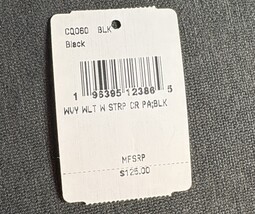 CQ060 BLK
Black
1 95395 12386 5
WVY WLT W STRP CR PA;BLK
MFSRP
$125.00